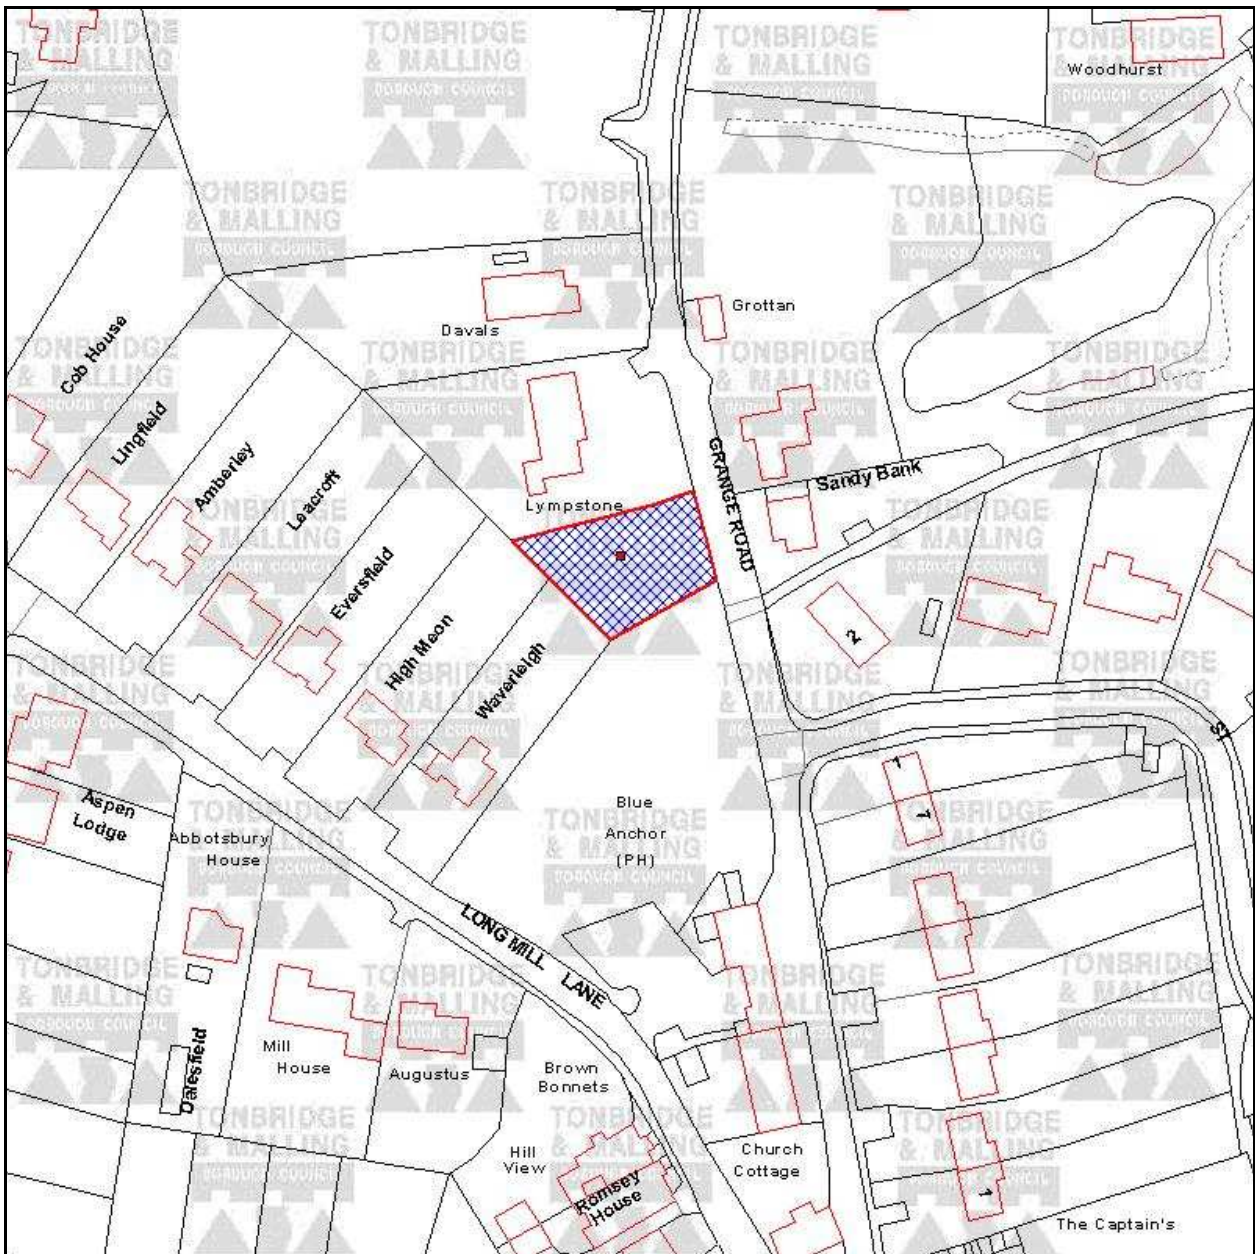 TONBRIDGE
& MALLING
BOROUGH COUNCIL
Woodhurst
Grottan
Davals
Cob House
Lingfield
Amberley
Leacroft
Eversfield
High Meon
Waverleigh
Lympstone
GRANGE ROAD
Sandy Bank
2
ST
1
7
Blue
Anchor
(PH)
Aspen
Lodge
Abbotsbury
House
LONG MILL LANE
Dalesfield
Mill
House
Augustus
Brown
Bonnets
Hill
View
Romsey
House
Church
Cottage
1
The Captain's